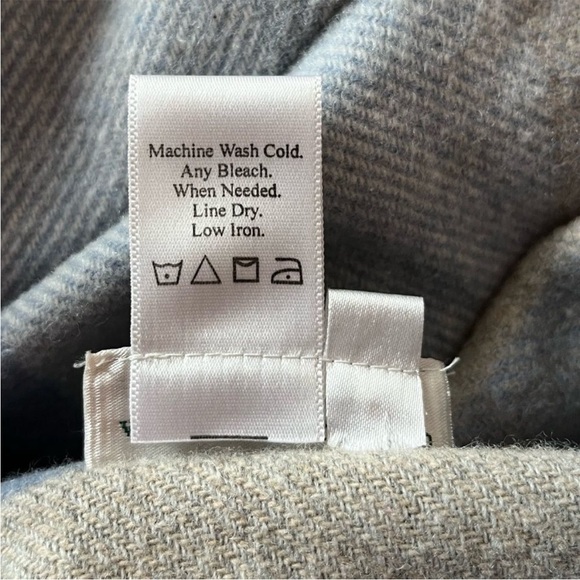 Machine Wash Cold.
Any Bleach.
When Needed.
Line Dry.
Low Iron.